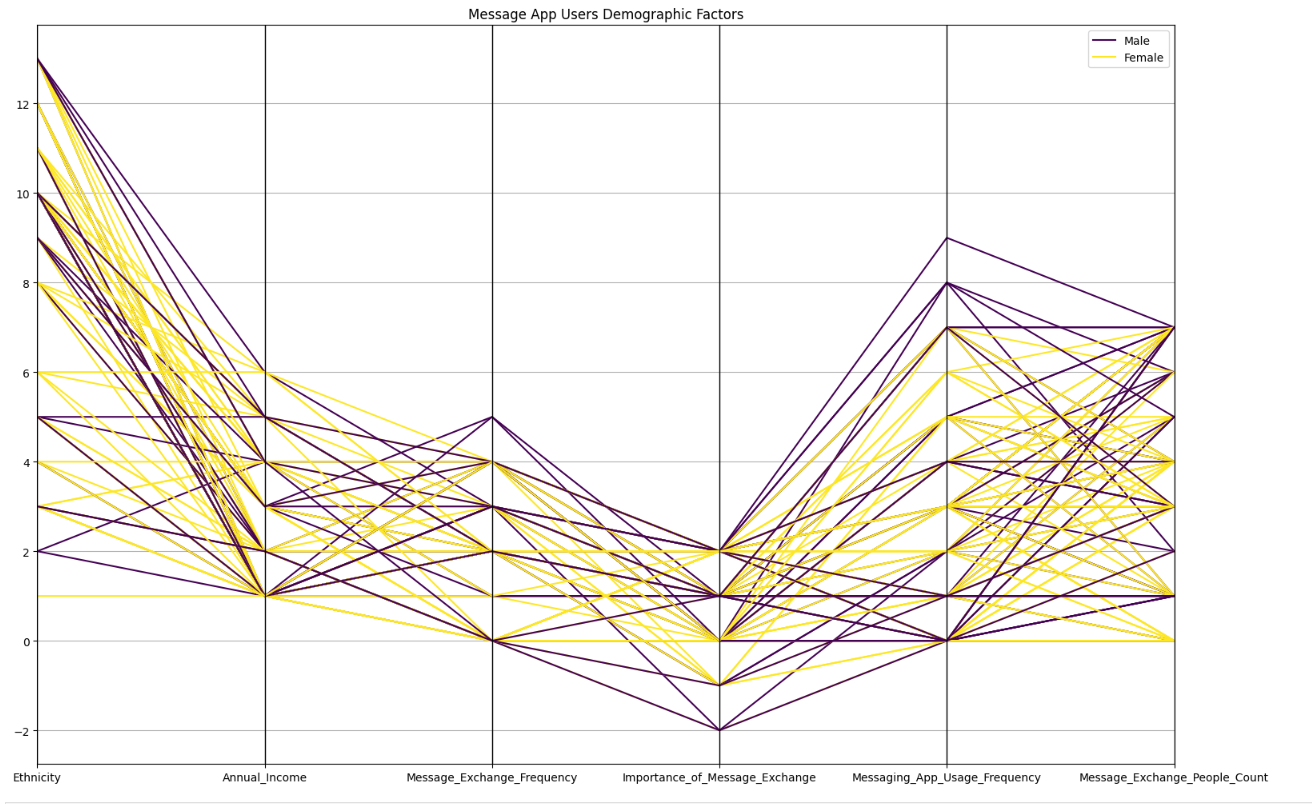 Message App Users Demographic Factors
Male
Female
12
10
8
6
4
2
0
−2
Ethnicity
Annual_Income
Message_Exchange_Frequency
Importance_of_Message_Exchange
Messaging_App_Usage_Frequency
Message_Exchange_People_Count